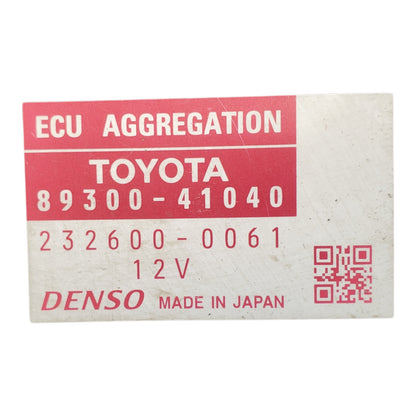 ECU AGGREGATION
TOYOTA
89300-41040
232600-0061
12V
DENSO MADE IN JAPAN